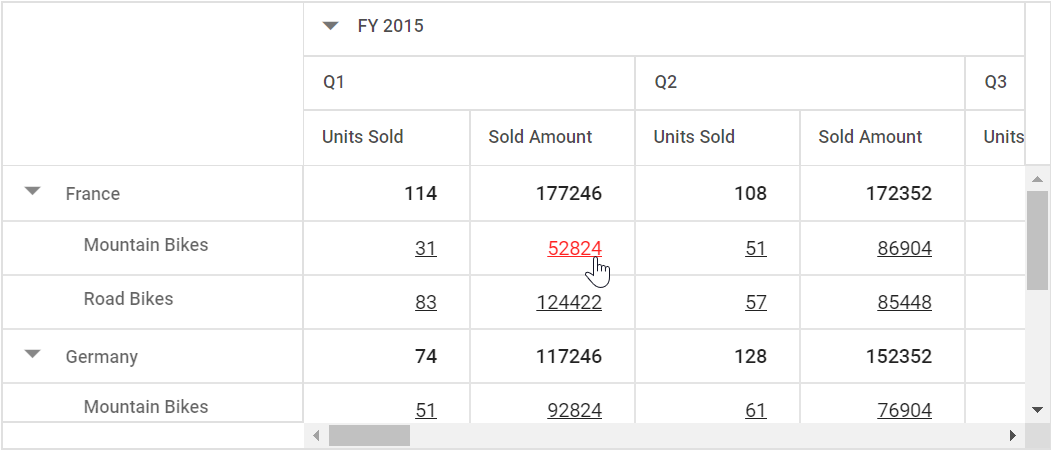 FY 2015
Q1 Q2 Q3
Units Sold Sold Amount Units Sold Sold Amount Units
France 114 177246 108 172352
Mountain Bikes 31 52824 51 86904
Road Bikes 83 124422 57 85448
Germany 74 117246 128 152352
Mountain Bikes 51 92824 61 76904